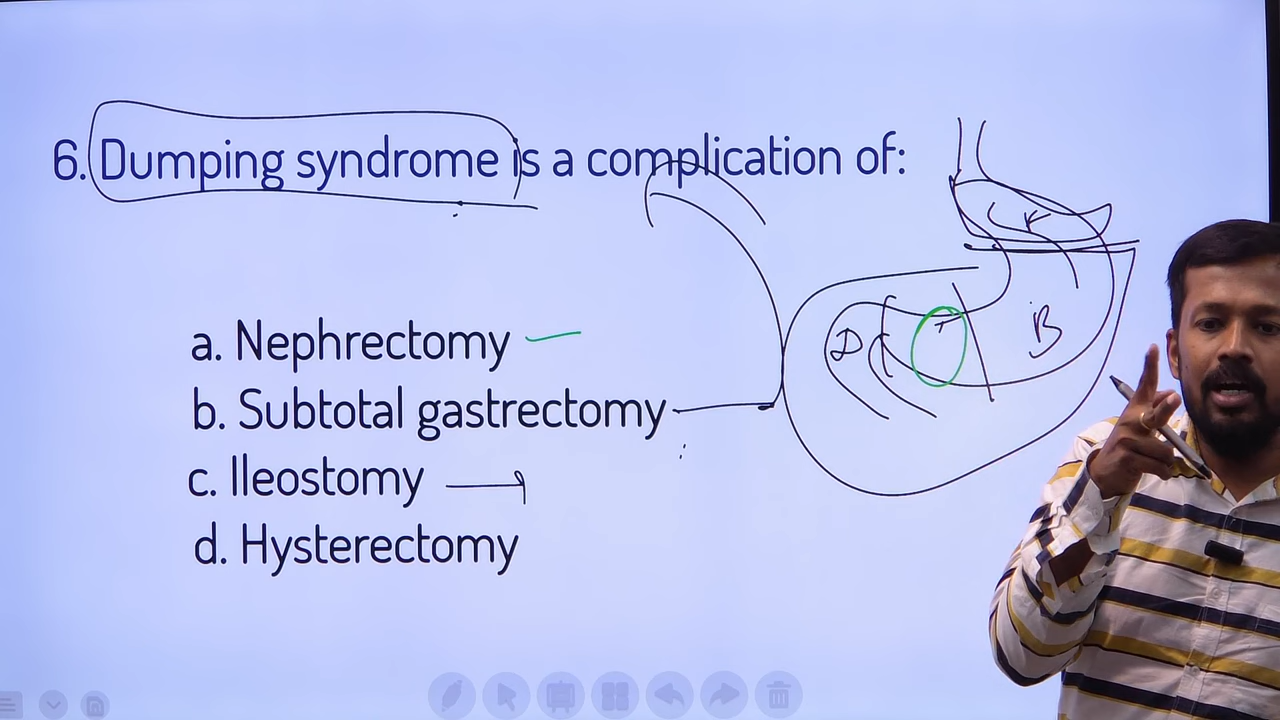 6. Dumping syndrome is a complication of:
a. Nephrectomy
b. Subtotal gastrectomy
c. Ileostomy
d. Hysterectomy
D
B